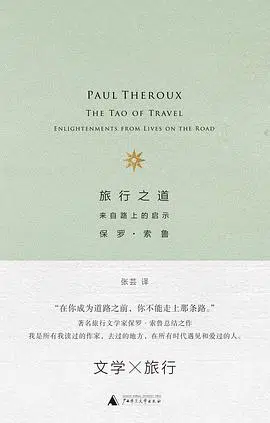 PAUL THEROUX
THE TAO OF TRAVEL
ENLIGHTENMENTS FROM LIVES ON THE ROAD
旅行之道
来自路上的启示
保罗·索鲁
张芸 译
“在你成为道路之前，你不能走上那条路。”
著名旅行文学家保罗·索鲁总结之作
我是所有我读过的作家，去过的地方，在所有时代遇见和爱过的人。
文学×旅行
广西师范大学出版社